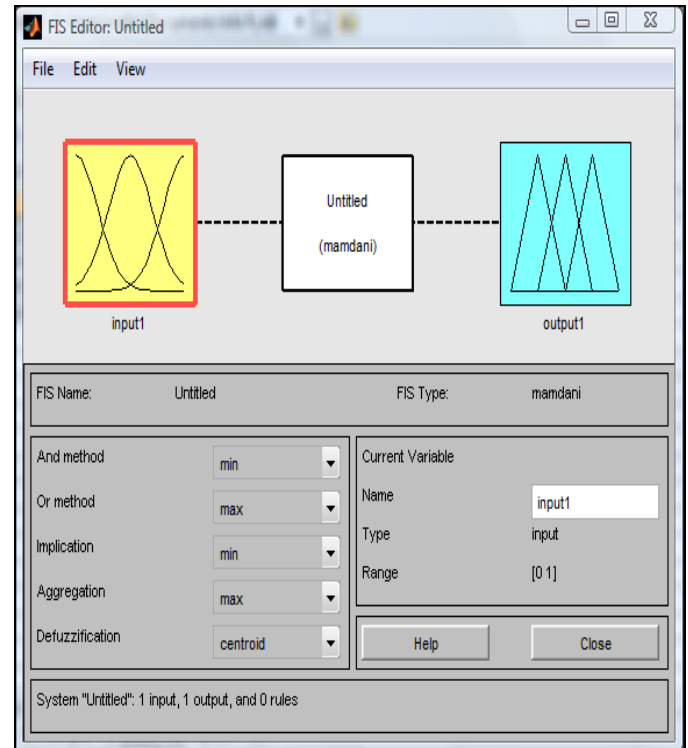 FIS Editor: Untitled
File Edit View
Untitled
(mamdani)
input1
output1
FIS Name: Untitled FIS Type: mamdani
And method min
Or method max
Implication min
Aggregation max
Defuzzification centroid
Current Variable
Name input1
Type input
Range [0 1]
Help Close
System "Untitled": 1 input, 1 output, and 0 rules